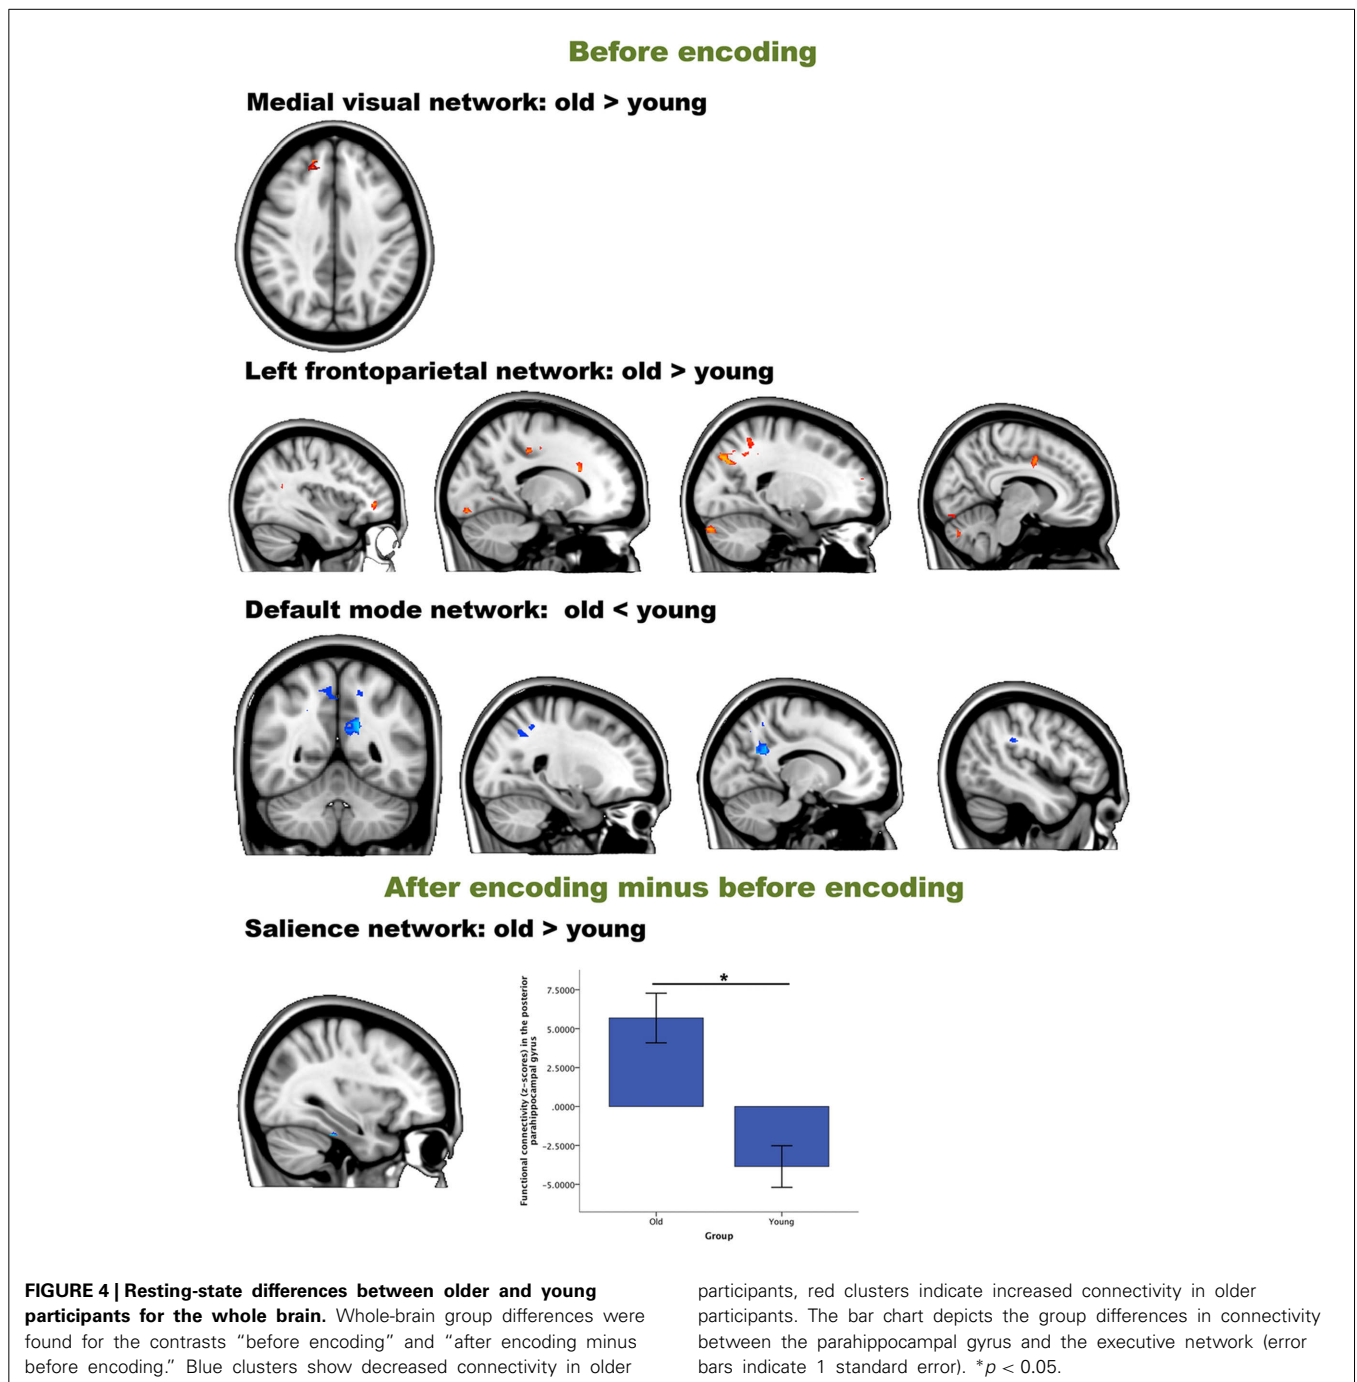 Before encoding
Medial visual network: old > young
Left frontoparietal network: old > young
Default mode network:  old < young
After encoding minus before encoding
Salience network: old > young
*
Functional connectivity (z-scores) in the posterior
parahippocampal gyrus
7.5000
5.0000
2.5000
.0000
-2.5000
-5.0000
Old
Young
Group
FIGURE 4 | Resting-state differences between older and young
participants for the whole brain. Whole-brain group differences were
found for the contrasts "before encoding" and "after encoding minus
before encoding." Blue clusters show decreased connectivity in older
participants, red clusters indicate increased connectivity in older
participants. The bar chart depicts the group differences in connectivity
between the parahippocampal gyrus and the executive network (error
bars indicate 1 standard error). *p < 0.05.